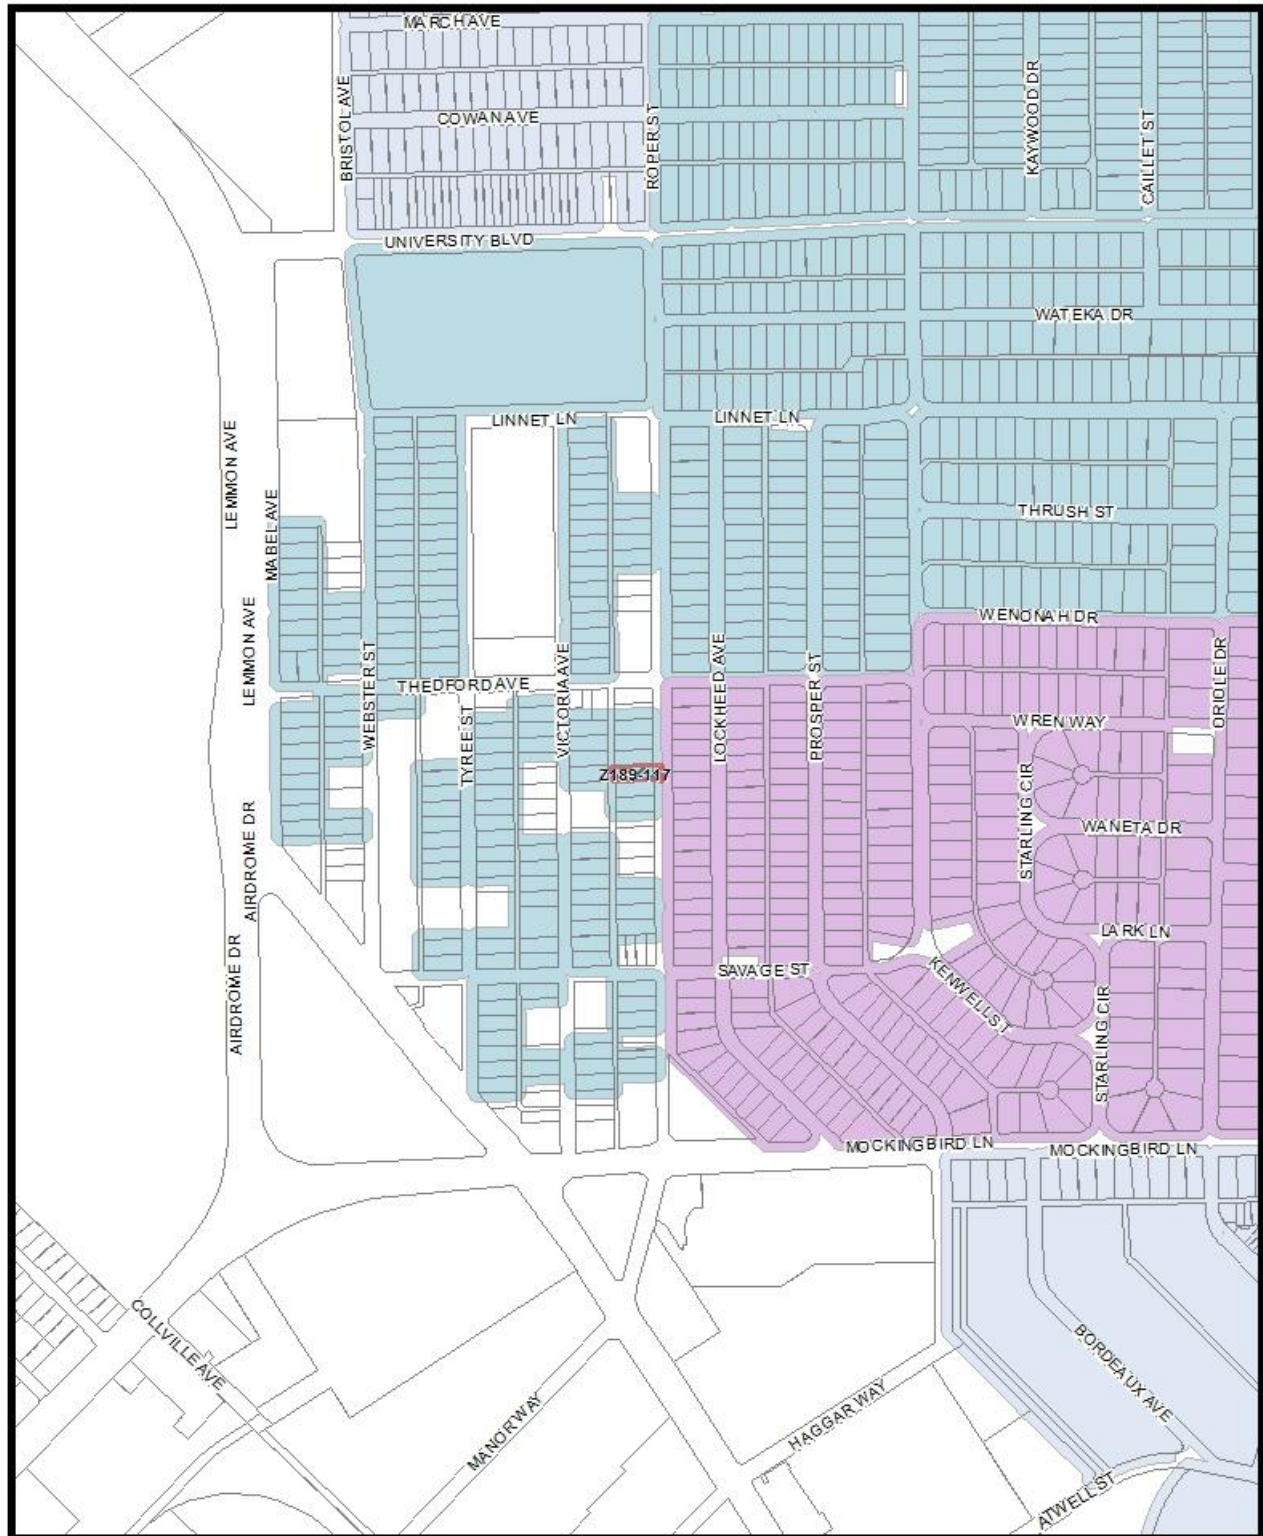 MARCH AVE
COWAN AVE
BRISTOL AVE
ROPER ST
KAYWOOD DR
CAILLET ST
UNIVERSITY BLVD
WATEKA DR
LINNET LN
LINNET LN
LEMMON AVE
MABEL AVE
THRUSH ST
LEMMON AVE
WENONAH DR
WEBSTER ST
THEDFORD AVE
VICTORIA AVE
LOCKHEED AVE
PROSPER ST
ORIOLE DR
TYREE ST
WREN WAY
Z189-117
STARLING CIR
WANETA DR
AIRDROME DR
LARK LN
AIRDROME DR
SAVAGE ST
KENWELL ST
STARLING CIR
MOCKINGBIRD LN
MOCKINGBIRD LN
COLLVILLE AVE
BORDEAUX AVE
MANOR WAY
HAGGAR WAY
ATWELL ST